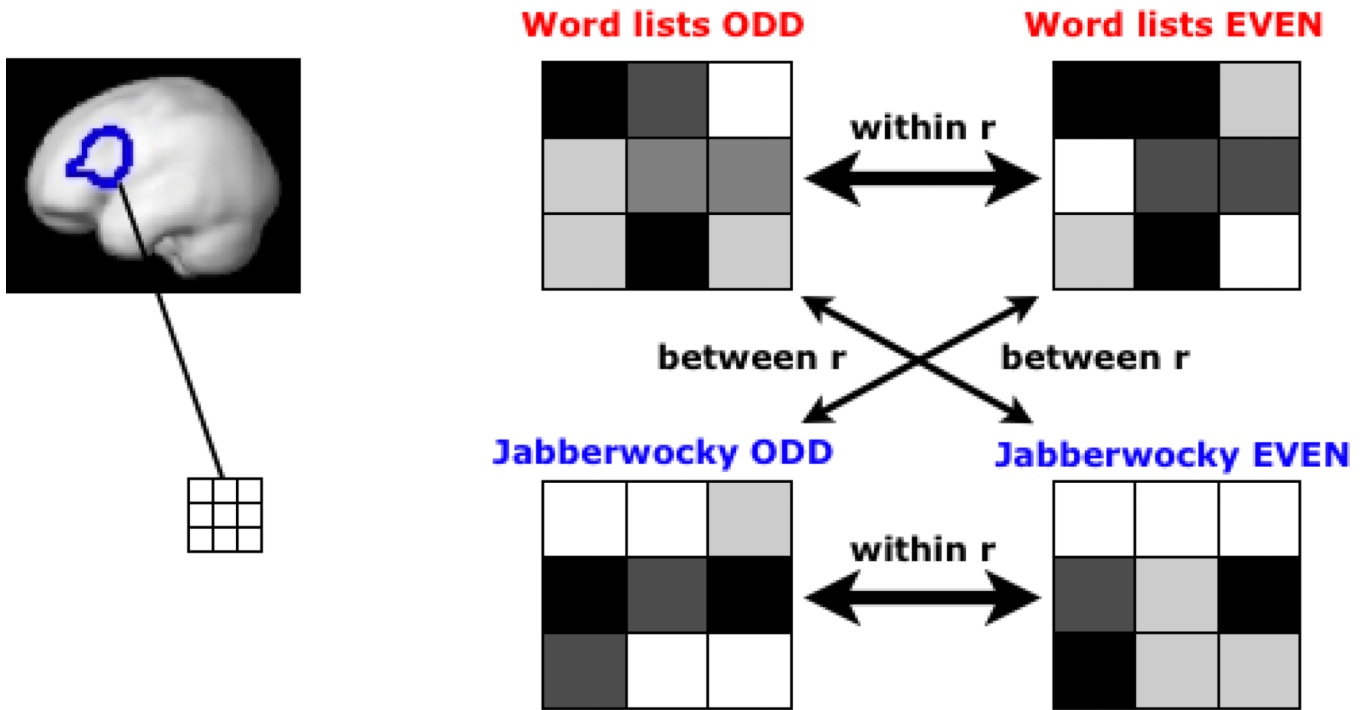 Word lists ODD
Word lists EVEN
within r
between r
between r
Jabberwocky ODD
Jabberwocky EVEN
within r